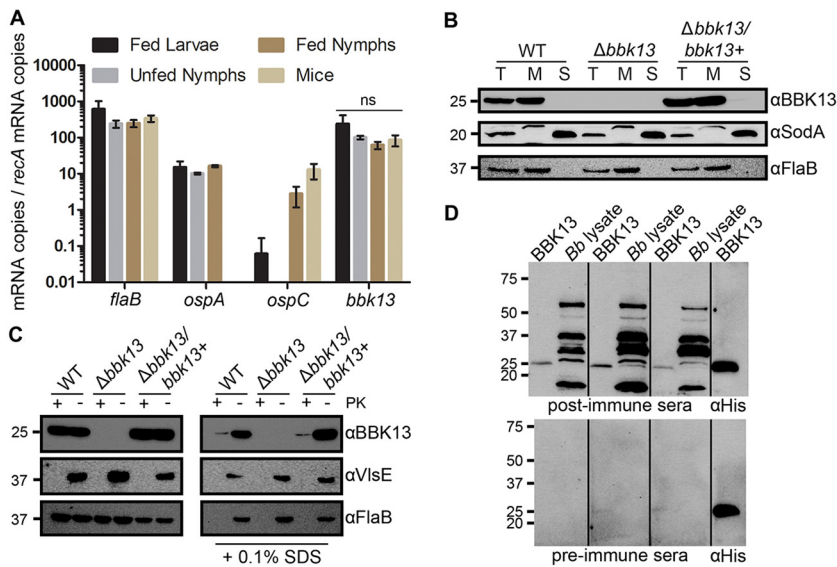 A
Fed Larvae
Fed Nymphs
Unfed Nymphs
Mice
mRNA copies / recA mRNA copies
10000
1000
100
10
1
0.1
0.01
ns
flaB
ospA
ospC
bbk13
B
WT
Δbbk13
Δbbk13/
bbk13+
T M S T M S T M S
25
αBBK13
20
αSodA
37
αFlaB
C
WT
Δbbk13
Δbbk13/
bbk13+
WT
Δbbk13
Δbbk13/
bbk13+
+ - + - + -
+ - + - + -
PK
25
αBBK13
37
αVlsE
37
αFlaB
+ 0.1% SDS
D
BBK13
Bb lysate
BBK13
Bb lysate
BBK13
Bb lysate
BBK13
75
50
37
25
20
post-immune sera
αHis
75
50
37
25
20
pre-immune sera
αHis